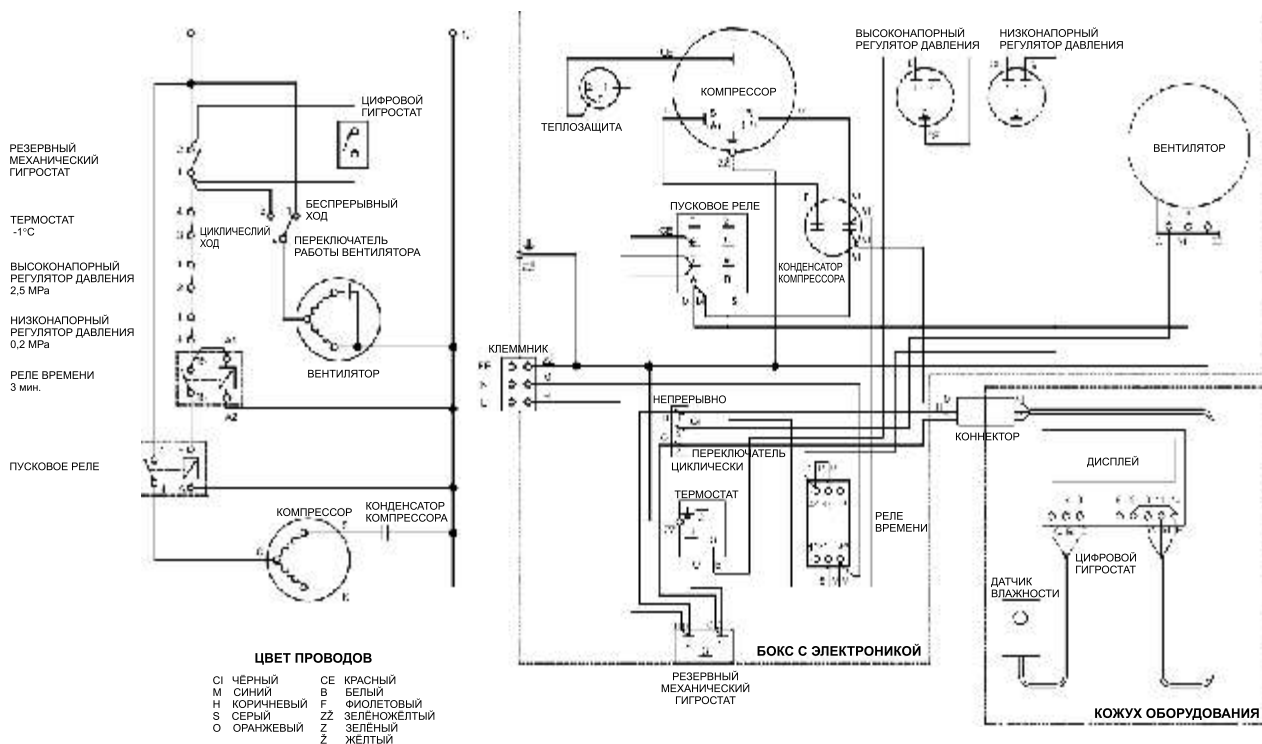 ЦИФРОВОЙ
ГИГРОСТАТ
РЕЗЕРВНЫЙ
МЕХАНИЧЕСКИЙ
ГИГРОСТАТ
ТЕРМОСТАТ
-1°C
БЕСПРЕРЫВНЫЙ
ХОД
ЦИКЛИЧЕСЛИЙ
ХОД
ПЕРЕКЛЮЧАТЕЛЬ
РАБОТЫ ВЕНТИЛЯТОРА
ВЫСОКОНАПОРНЫЙ
РЕГУЛЯТОР ДАВЛЕНИЯ
2,5 MPa
НИЗКОНАПОРНЫЙ
РЕГУЛЯТОР ДАВЛЕНИЯ
0,2 MPa
ВЕНТИЛЯТОР
РЕЛЕ ВРЕМЕНИ
3 мин.
A1
A2
ПУСКОВОЕ РЕЛЕ
КОМПРЕССОР
КОНДЕНСАТОР
КОМПРЕССОРА
ЦВЕТ ПРОВОДОВ
CI ЧЁРНЫЙ CE КРАСНЫЙ
M СИНИЙ B БЕЛЫЙ
H КОРИЧНЕВЫЙ F ФИОЛЕТОВЫЙ
S СЕРЫЙ ZŽ ЗЕЛЁНОЖЁЛТЫЙ
O ОРАНЖЕВЫЙ Z ЗЕЛЁНЫЙ
Ž ЖЁЛТЫЙ
CE
КОМПРЕССОР
ТЕПЛОЗАЩИТА
ВЫСОКОНАПОРНЫЙ
РЕГУЛЯТОР ДАВЛЕНИЯ
НИЗКОНАПОРНЫЙ
РЕГУЛЯТОР ДАВЛЕНИЯ
ВЕНТИЛЯТОР
ПУСКОВОЕ РЕЛЕ
CE
КОНДЕНСАТОР
КОМПРЕССОРА
КЛЕММНИК
НЕПРЕРЫВНО
ПЕРЕКЛЮЧАТЕЛЬ
ЦИКЛИЧЕСКИ
ТЕРМОСТАТ
РЕЛЕ
ВРЕМЕНИ
РЕЗЕРВНЫЙ
МЕХАНИЧЕСКИЙ
ГИГРОСТАТ
БОКС С ЭЛЕКТРОНИКОЙ
КОННЕКТОР
ДИСПЛЕЙ
ЦИФРОВОЙ
ГИГРОСТАТ
ДАТЧИК
ВЛАЖНОСТИ
КОЖУХ ОБОРУДОВАНИЯ